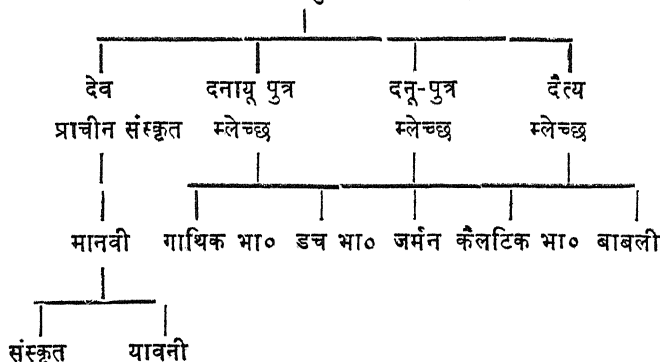 देव दनायू पुत्र दनू-पुत्र दैत्य
प्राचीन संस्कृत म्लेच्छ म्लेच्छ म्लेच्छ
मानवी गाथिक भा० डच भा० जर्मन कैलटिक भा० बाबली
संस्कृत यावनी